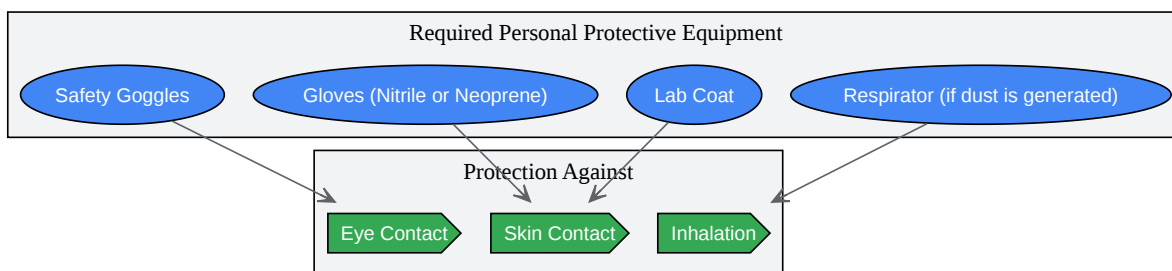 Required Personal Protective Equipment
Safety Goggles
Gloves (Nitrile or Neoprene)
Lab Coat
Respirator (if dust is generated)
Protection Against
Eye Contact
Skin Contact
Inhalation